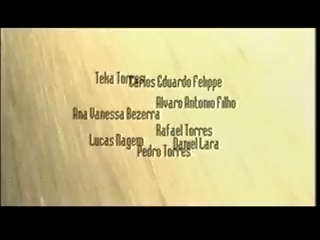 Teka Torres
Carlos Eduardo Felippe
Alvaro Antonio Filho
Ana Vanessa Bezerra
Rafael Torres
Lucas Nagem
Daniel Lara
Pedro Torres